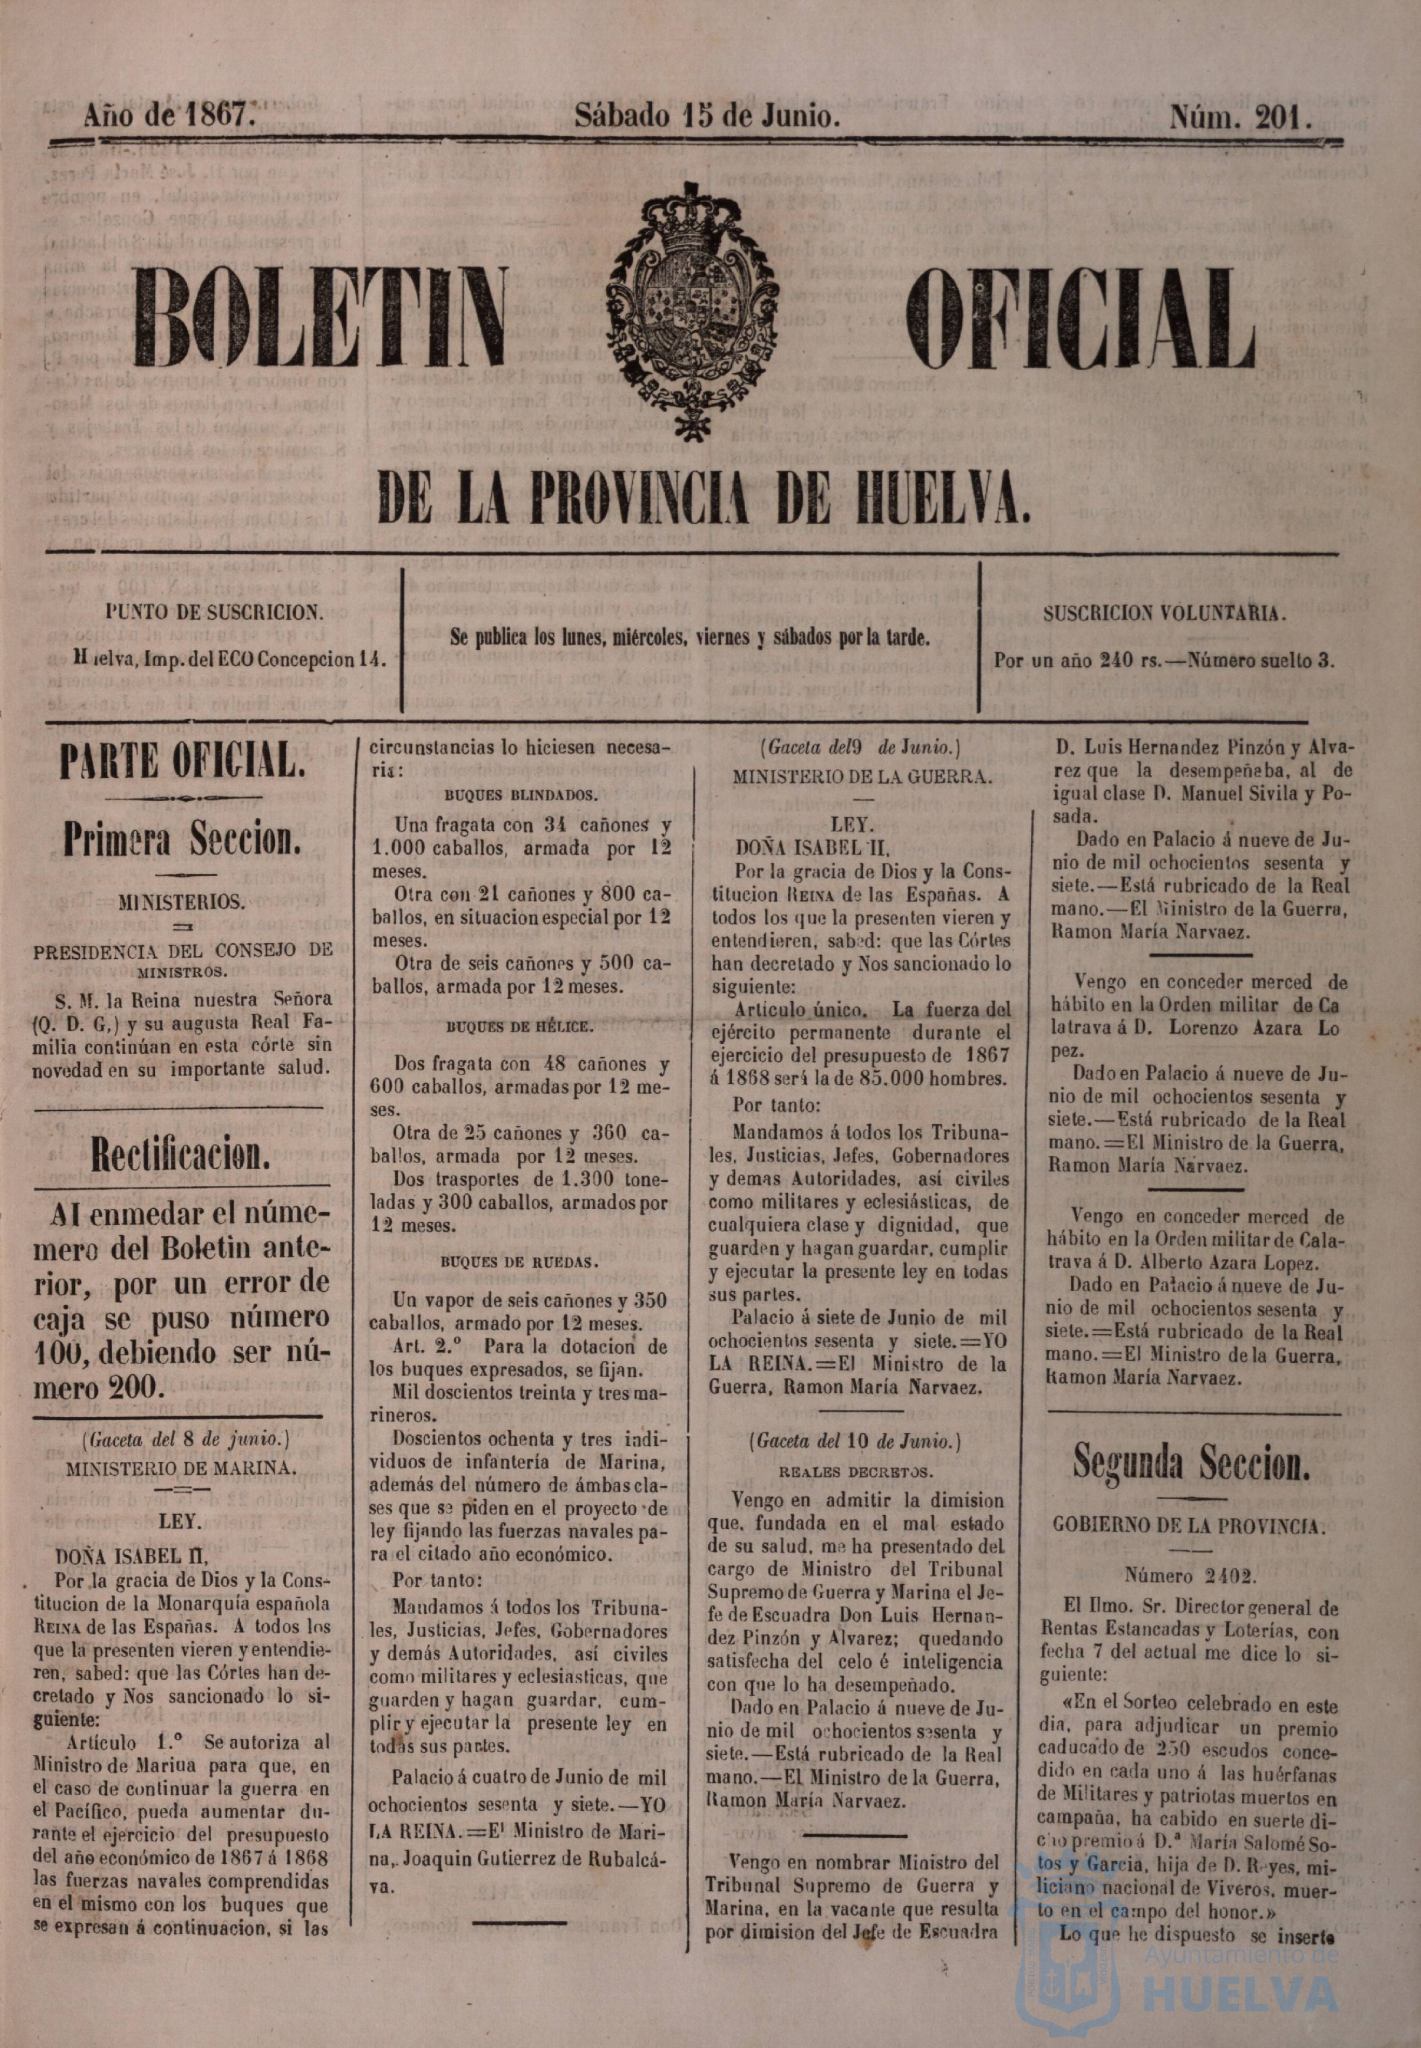 Año de 1867.
Sábado 15 de Junio.
Núm. 201.
BOLETIN OFICIAL
DE LA PROVINCIA DE HUELVA.
PUNTO DE SUSCRICION.
Huelva, Imp. del ECO Concepcion 14.
Se publica los lunes, miércoles, viernes y sábados por la tarde.
SUSCRICION VOLUNTARIA.
Por un año 240 rs.—Número suelto 3.
PARTE OFICIAL.
Primera Seccion.
MINISTERIOS.
PRESIDENCIA DEL CONSEJO DE
MINISTROS.
S. M. la Reina nuestra Señora
(Q. D. G,) y su augusta Real Fa-
milia continúan en esta córte sin
novedad en su importante salud.
Rectificacion.
Al enmedar el núme-
mero del Boletin ante-
rior, por un error de
caja se puso número
100, debiendo ser nú-
mero 200.
(Gaceta del 8 de junio.)
MINISTERIO DE MARINA.
LEY.
DOÑA ISABEL II,
Por la gracia de Dios y la Cons-
titucion de la Monarquía española
REINA de las Españas. A todos los
que la presenten vieren y entendie-
ren, sabed: que las Córtes han de-
cretado y Nos sancionado lo si-
guiente:
Artículo 1.º Se autoriza al
Ministro de Mariua para que, en
el caso de continuar la guerra en
el Pacífico, pueda aumentar du-
rante el ejercicio del presupuesto
del año económico de 1867 á 1868
las fuerzas navales comprendidas
en el mismo con los buques que
se expresan á continuacion, si las
circunstancias lo hiciesen necesa-
ria:
BUQUES BLINDADOS.
Una fragata con 34 cañones y
1.000 caballos, armada por 12
meses.
Otra con 21 cañones y 800 ca-
ballos, en situacion especial por 12
meses.
Otra de seis cañones y 500 ca-
ballos, armada por 12 meses.
BUQUES DE HÉLICE.
Dos fragata con 48 cañones y
600 caballos, armadas por 12 me-
ses.
Otra de 25 cañones y 360 ca-
ballos, armada por 12 meses.
Dos trasportes de 1.300 tone-
ladas y 300 caballos, armados por
12 meses.
BUQUES DE RUEDAS.
Un vapor de seis cañones y 350
caballos, armado por 12 meses.
Art. 2.º Para la dotacion de
los buques expresados, se fijan.
Mil doscientos treinta y tres ma-
rineros.
Doscientos ochenta y tres indi-
viduos de infantería de Marina,
además del número de ámbas cla-
ses que se piden en el proyecto de
ley fijando las fuerzas navales pa-
ra el citado año económico.
Por tanto:
Mandamos á todos los Tribuna-
les, Justicias, Jefes, Gobernadores
y demás Autoridades, así civiles
como militares y eclesiasticas, que
guarden y hagan guardar, cum-
plir y ejecutar la presente ley en
todas sus partes.
Palacio á cuatro de Junio de mil
ochocientos sesenta y siete.—YO
LA REINA.=El Ministro de Mari-
na, Joaquin Gutierrez de Rubalcá-
va.
(Gaceta del9 de Junio.)
MINISTERIO DE LA GUERRA.
LEY.
DOÑA ISABEL II,
Por la gracia de Dios y la Cons-
titucion REINA de las Españas. A
todos los que la presenten vieren y
entendieren, sabed: que las Córtes
han decretado y Nos sancionado lo
siguiente:
Artículo único. La fuerza del
ejército permanente durante el
ejercicio del presupuesto de 1867
á 1868 será la de 85.000 hombres.
Por tanto:
Mandamos á todos los Tribuna-
les, Justicias, Jefes, Gobernadores
y demas Autoridades, así civiles
como militares y eclesiásticas, de
cualquiera clase y dignidad, que
guarden y hagan guardar, cumplir
y ejecutar la presente ley en todas
sus partes.
Palacio á siete de Junio de mil
ochocientos sesenta y siete.=YO
LA REINA.=El Ministro de la
Guerra, Ramon María Narvaez.
(Gaceta del 10 de Junio.)
REALES DECRETOS.
Vengo en admitir la dimision
que, fundada en el mal estado
de su salud, me ha presentado del
cargo de Ministro del Tribunal
Supremo de Guerra y Marina el Je-
fe de Escuadra Don Luis Hernan-
dez Pinzón y Alvarez; quedando
satisfecha del celo é inteligencia
con que lo ha desempeñado.
Dado en Palacio á nueve de Ju-
nio de mil ochocientos sesenta y
siete.—Está rubricado de la Real
mano.—El Ministro de la Guerra,
Ramon María Narvaez.
Vengo en nombrar Ministro del
Tribunal Supremo de Guerra y
Marina, en la vacante que resulta
por dimision del Jefe de Escuadra
D. Luis Hernandez Pinzón y Alva-
rez que la desempeñaba, al de
igual clase D. Manuel Sivila y Po-
sada.
Dado en Palacio á nueve de Ju-
nio de mil ochocientos sesenta y
siete.—Está rubricado de la Real
mano.—El Ministro de la Guerra,
Ramon María Narvaez.
Vengo en conceder merced de
hábito en la Orden militar de Ca
latrava á D. Lorenzo Azara Lo
pez.
Dado en Palacio á nueve de Ju-
nio de mil ochocientos sesenta y
siete.—Está rubricado de la Real
mano.=El Ministro de la Guerra,
Ramon María Narvaez.
Vengo en conceder merced de
hábito en la Orden militar de Cala-
trava á D. Alberto Azara Lopez.
Dado en Palacio á nueve de Ju-
nio de mil ochocientos sesenta y
siete.=Está rubricado de la Real
mano.=El Ministro de la Guerra,
Ramon María Narvaez.
Segunda Seccion.
GOBIERNO DE LA PROVINCIA.
Número 2402.
El Ilmo. Sr. Director general de
Rentas Estancadas y Loterías, con
fecha 7 del actual me dice lo si-
guiente:
«En el Sorteo celebrado en este
dia, para adjudicar un premio
caducado de 250 escudos conce-
dido en cada uno á las huérfanas
de Militares y patriotas muertos en
campaña, ha cabido en suerte di-
cho premio á D.ª María Salomé So-
tos y Garcia, hija de D. Reyes, mi-
liciano nacional de Viveros, muer-
to en el campo del honor.»
Lo que he dispuesto se inserte
Ayuntamiento de
HUELVA